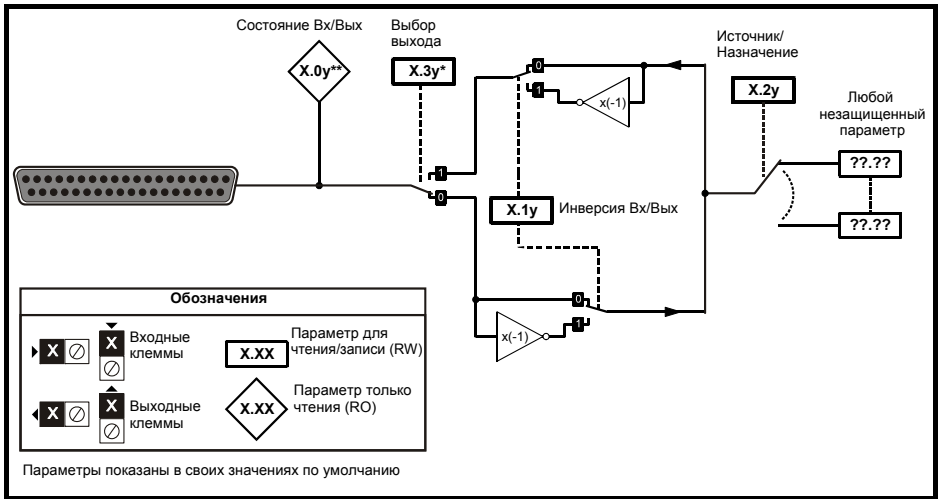 Состояние Вх/Вых
X.0y**
Выбор
выхода
X.3y*
0
1
x(-1)
Источник/
Назначение
X.2y
Любой
незащищенный
параметр
??.??
??.??
1
0
X.1y
Инверсия Вх/Вых
0
1
x(-1)
Обозначения
X
X
Входные
клеммы
X.XX
Параметр для
чтения/записи (RW)
X
X
Выходные
клеммы
X.XX
Параметр только
чтения (RO)
Параметры показаны в своих значениях по умолчанию